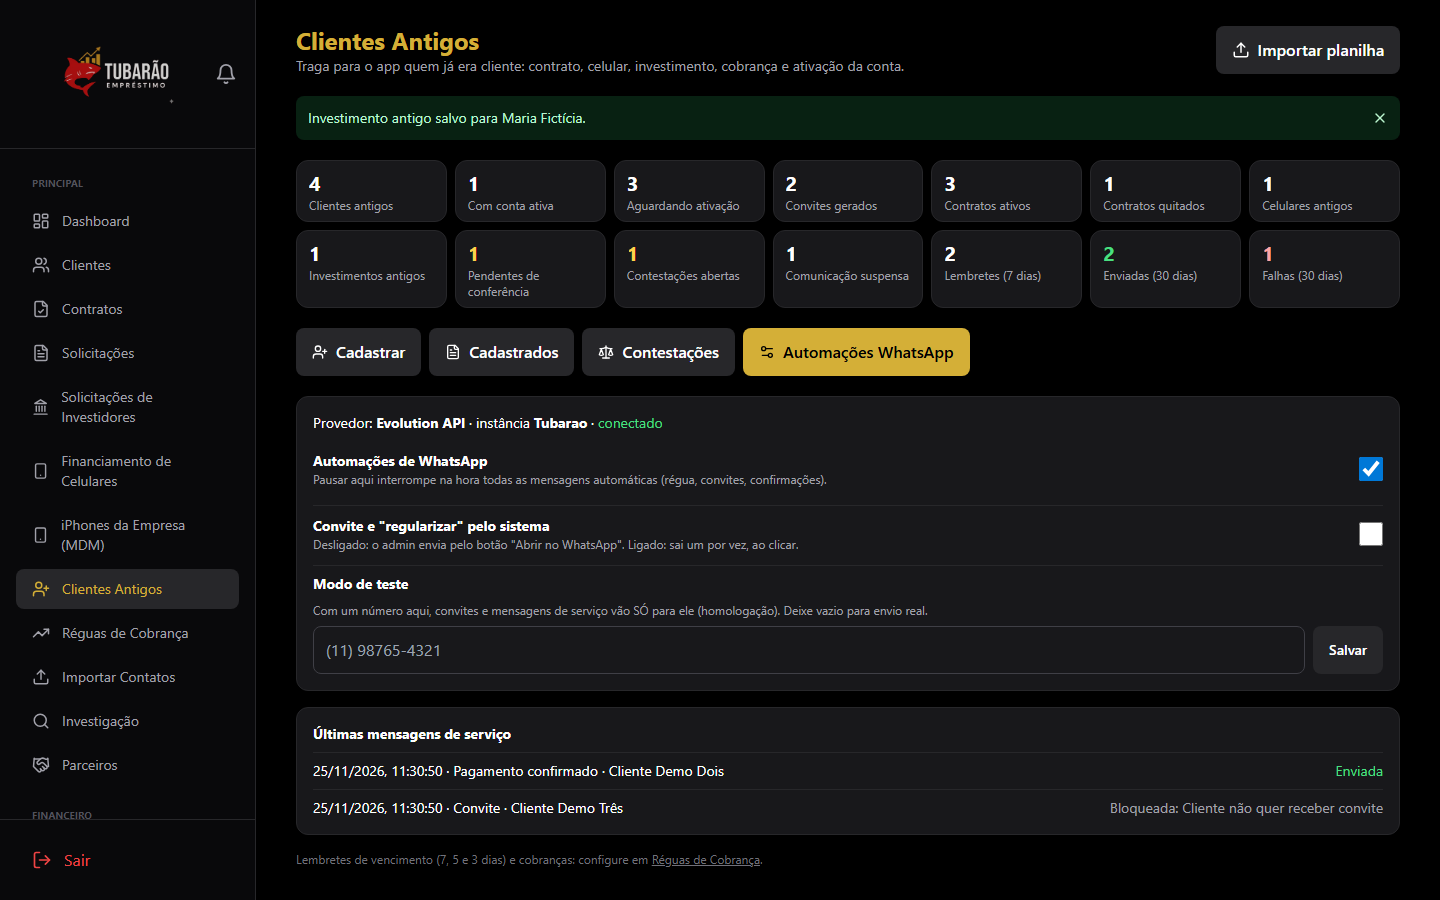 TUBARÃO
EMPRÉSTIMO
PRINCIPAL
Dashboard
Clientes
Contratos
Solicitações
Solicitações de
Investidores
Financiamento de
Celulares
iPhones da Empresa
(MDM)
Clientes Antigos
Réguas de Cobrança
Importar Contatos
Investigação
Parceiros
FINANCEIRO
Sair
Clientes Antigos
Traga para o app quem já era cliente: contrato, celular, investimento, cobrança e ativação da conta.
Importar planilha
Investimento antigo salvo para Maria Fictícia.
4
Clientes antigos
1
Com conta ativa
3
Aguardando ativação
2
Convites gerados
3
Contratos ativos
1
Contratos quitados
1
Celulares antigos
1
Investimentos antigos
1
Pendentes de
conferência
1
Contestações abertas
1
Comunicação suspensa
2
Lembretes (7 dias)
2
Enviadas (30 dias)
1
Falhas (30 dias)
Cadastrar
Cadastrados
Contestações
Automações WhatsApp
Provedor: Evolution API · instância Tubarao · conectado
Automações de WhatsApp
Pausar aqui interrompe na hora todas as mensagens automáticas (régua, convites, confirmações).
Convite e "regularizar" pelo sistema
Desligado: o admin envia pelo botão "Abrir no WhatsApp". Ligado: sai um por vez, ao clicar.
Modo de teste
Com um número aqui, convites e mensagens de serviço vão SÓ para ele (homologação). Deixe vazio para envio real.
(11) 98765-4321
Salvar
Últimas mensagens de serviço
25/11/2026, 11:30:50 · Pagamento confirmado · Cliente Demo Dois
Enviada
25/11/2026, 11:30:50 · Convite · Cliente Demo Três
Bloqueada: Cliente não quer receber convite
Lembretes de vencimento (7, 5 e 3 dias) e cobranças: configure em Réguas de Cobrança.